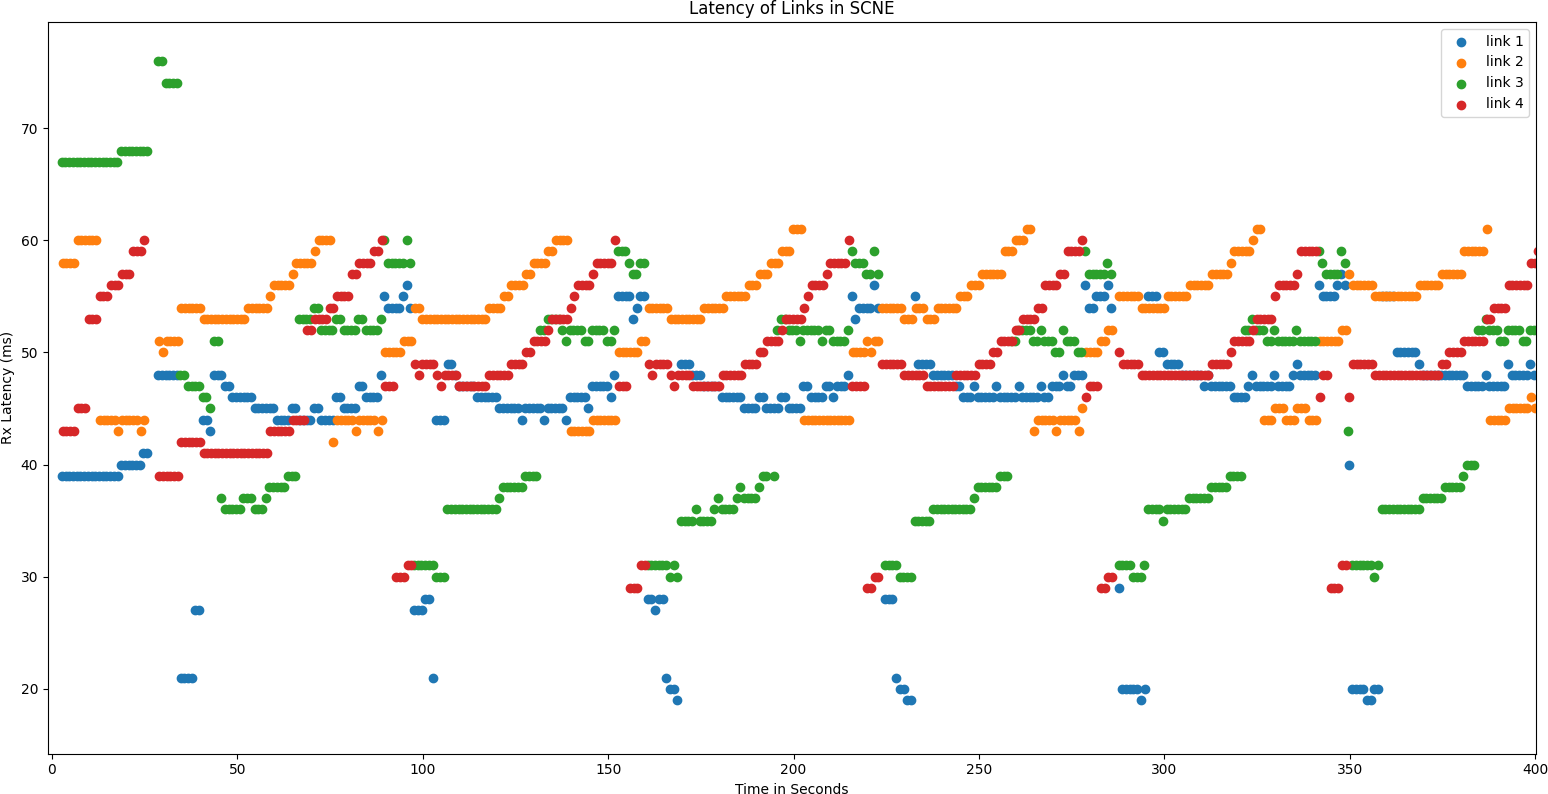 Latency of Links in SCNE
link 1
link 2
link 3
link 4
Rx Latency (ms)
70
60
50
40
30
20
0 50 100 150 200 250 300 350 400
Time in Seconds